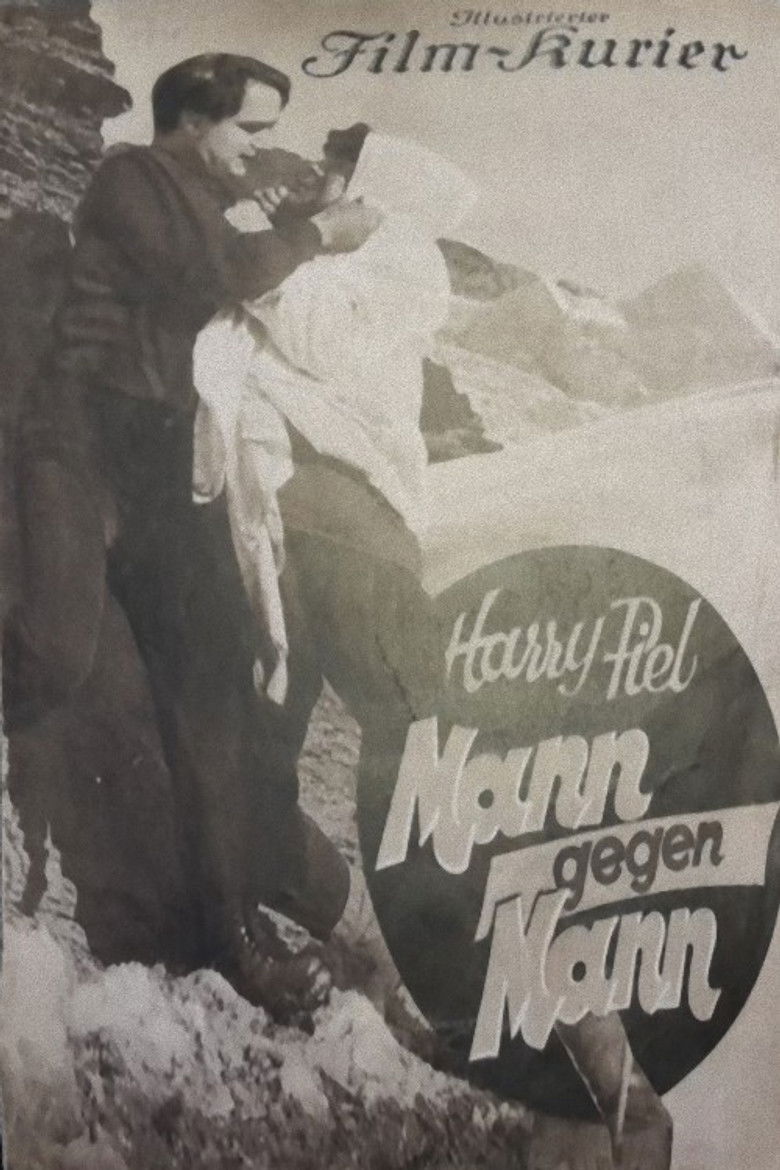 Illustrierter
Film-Kurier
Harry Piel
Mann
gegen
Mann